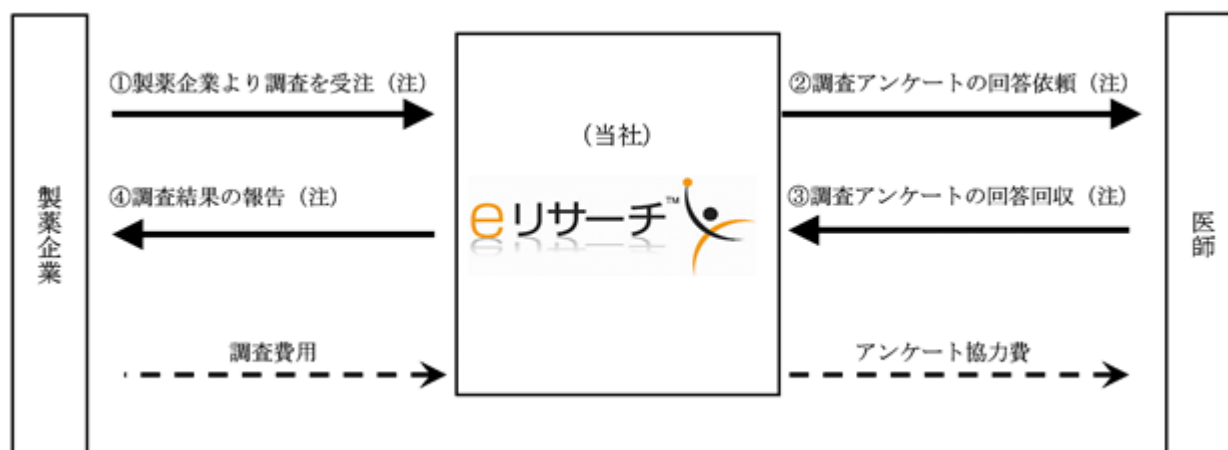 製薬企業
①製薬企業より調査を受注（注）
④調査結果の報告（注）
調査費用
（当社）
eリサーチ™
②調査アンケートの回答依頼（注）
③調査アンケートの回答回収（注）
アンケート協力費
医師